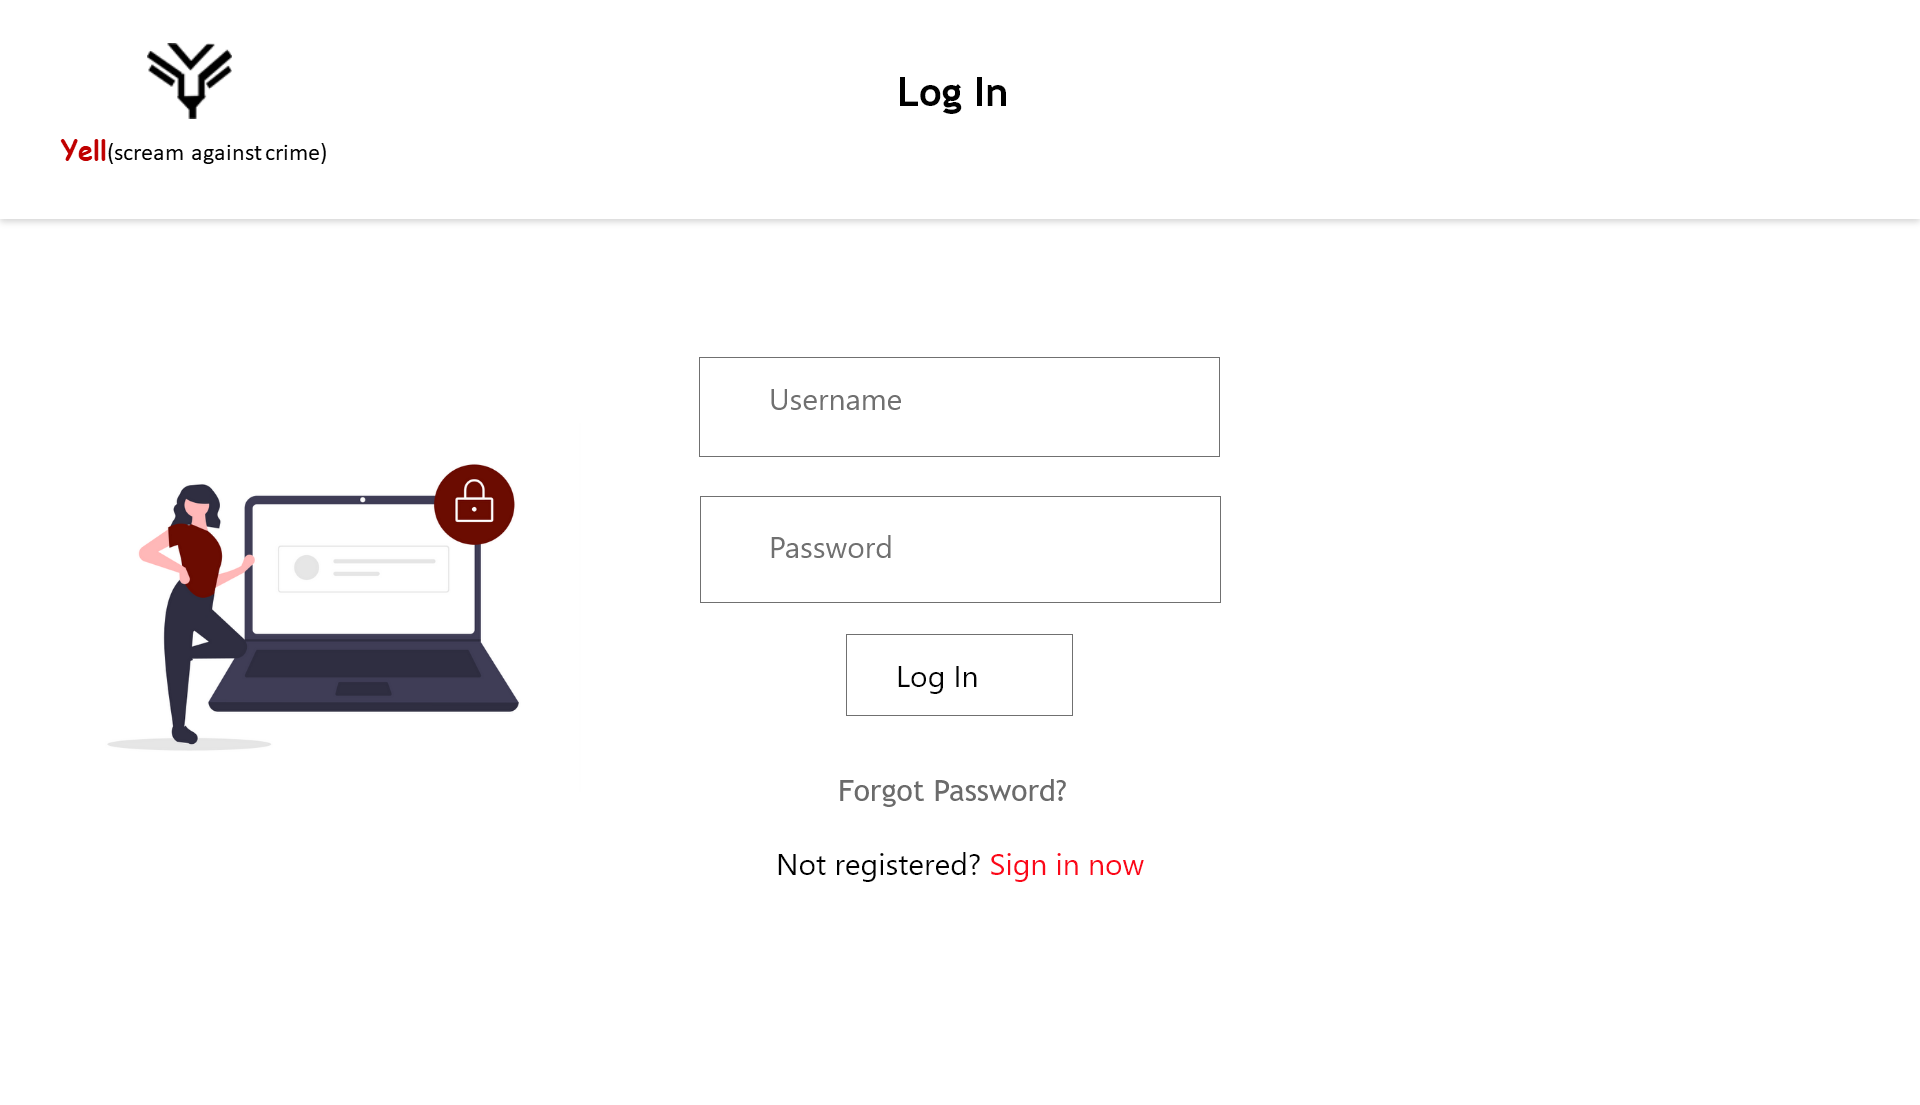 Log In
Yell(scream against crime)
Username
Password
Log In
Forgot Password?
Not registered? Sign in now